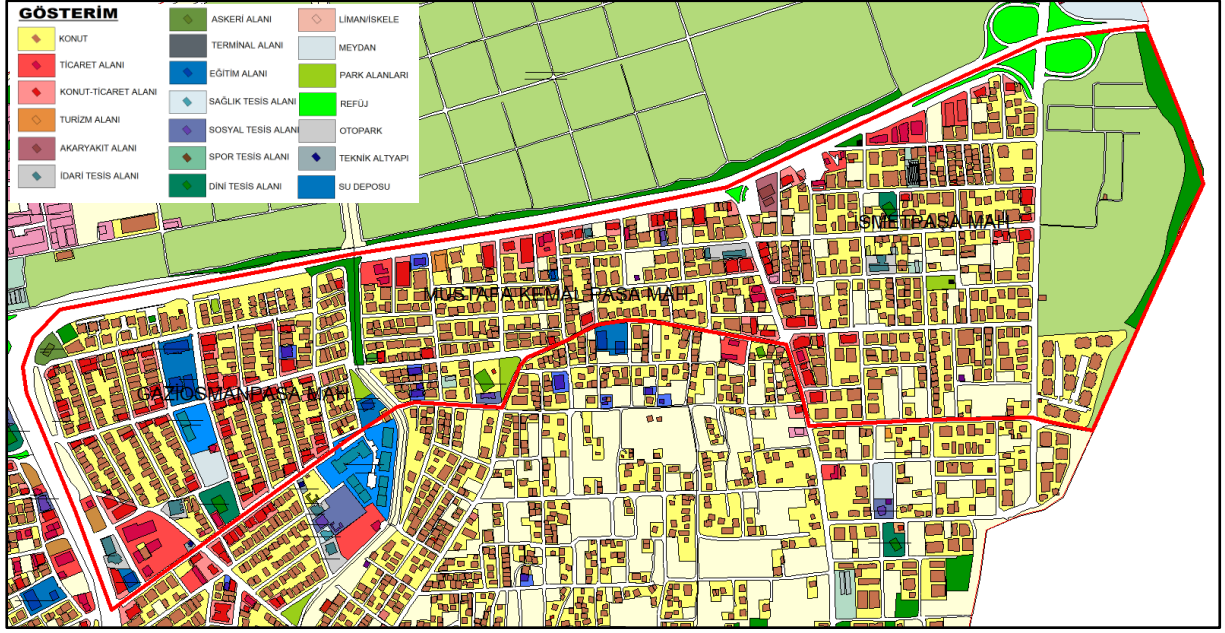 GÖSTERİM
KONUT
TİCARET ALANI
KONUT-TİCARET ALANI
TURİZM ALANI
AKARYAKIT ALANI
İDARİ TESİS ALANI
ASKERİ ALANI
TERMİNAL ALANI
EĞİTİM ALANI
SAĞLIK TESİS ALANI
SOSYAL TESİS ALANI
SPOR TESİS ALANI
DİNİ TESİS ALANI
LİMAN/İSKELE
MEYDAN
PARK ALANLARI
REFÜJ
OTOPARK
TEKNİK ALTYAPI
SU DEPOSU
İSMETPAŞA MAH
MUSTAFA KEMAL PAŞA MAH
GAZİOSMANPAŞA MAH